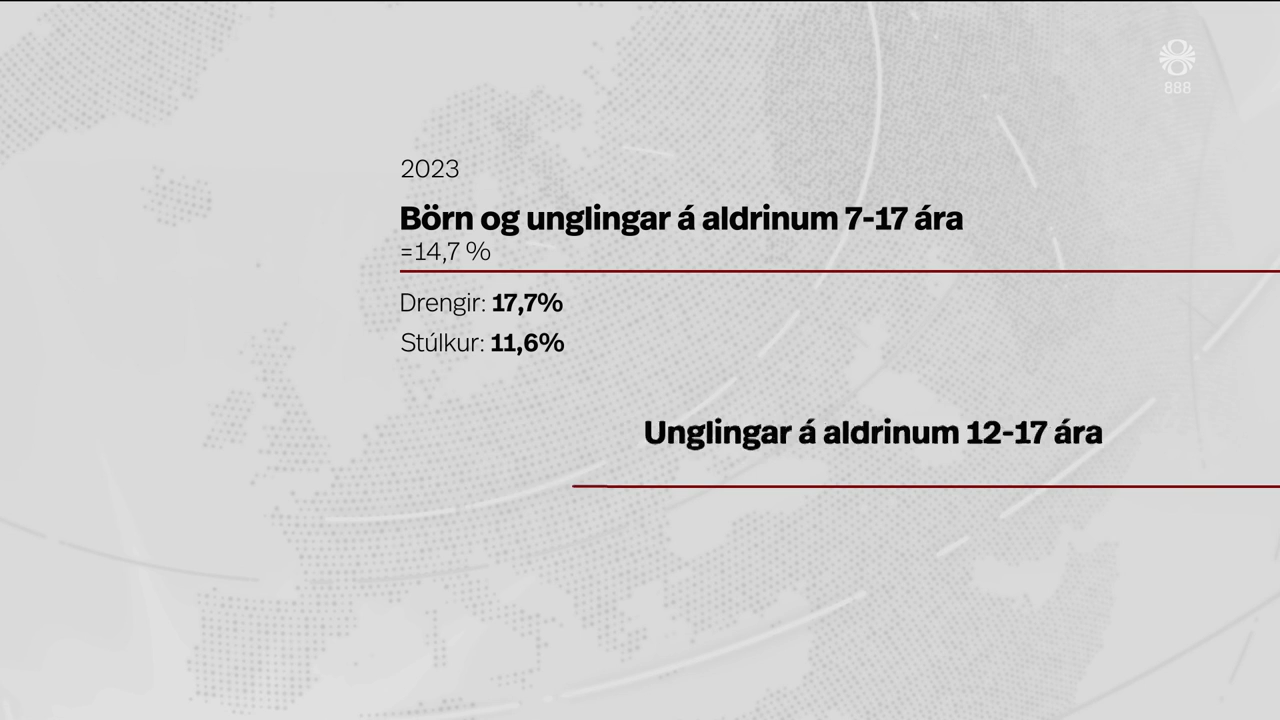 888
2023
Börn og unglingar á aldrinum 7-17 ára
=14,7 %
Drengir: 17,7%
Stúlkur: 11,6%
Unglingar á aldrinum 12-17 ára